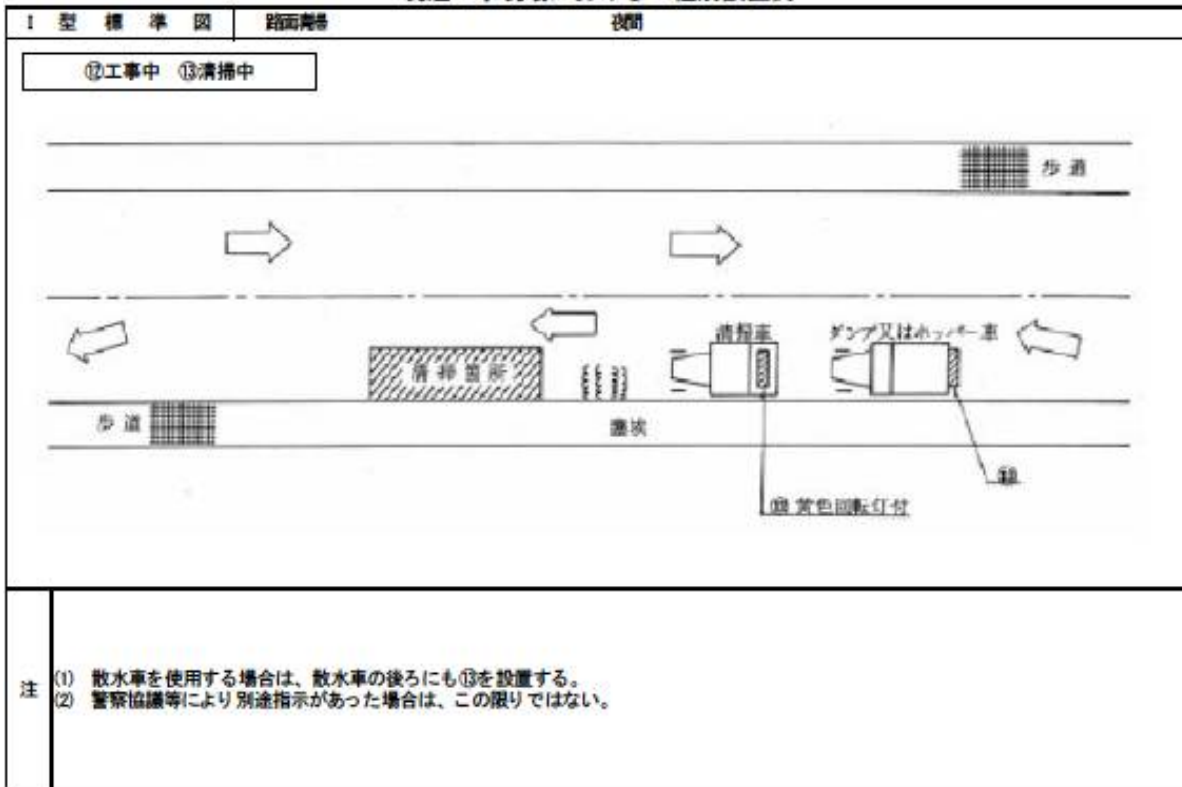 I 型 標 準 図 路面清掃 夜間
⑫工事中 ⑬清掃中
歩道
清掃車 ダンプ又はホッパー車
清掃箇所
歩道 塵埃
⑬
黄色回転灯付
注
(1) 散水車を使用する場合は、散水車の後ろにも⑬を設置する。
(2) 警察協議等により別途指示があった場合は、この限りではない。